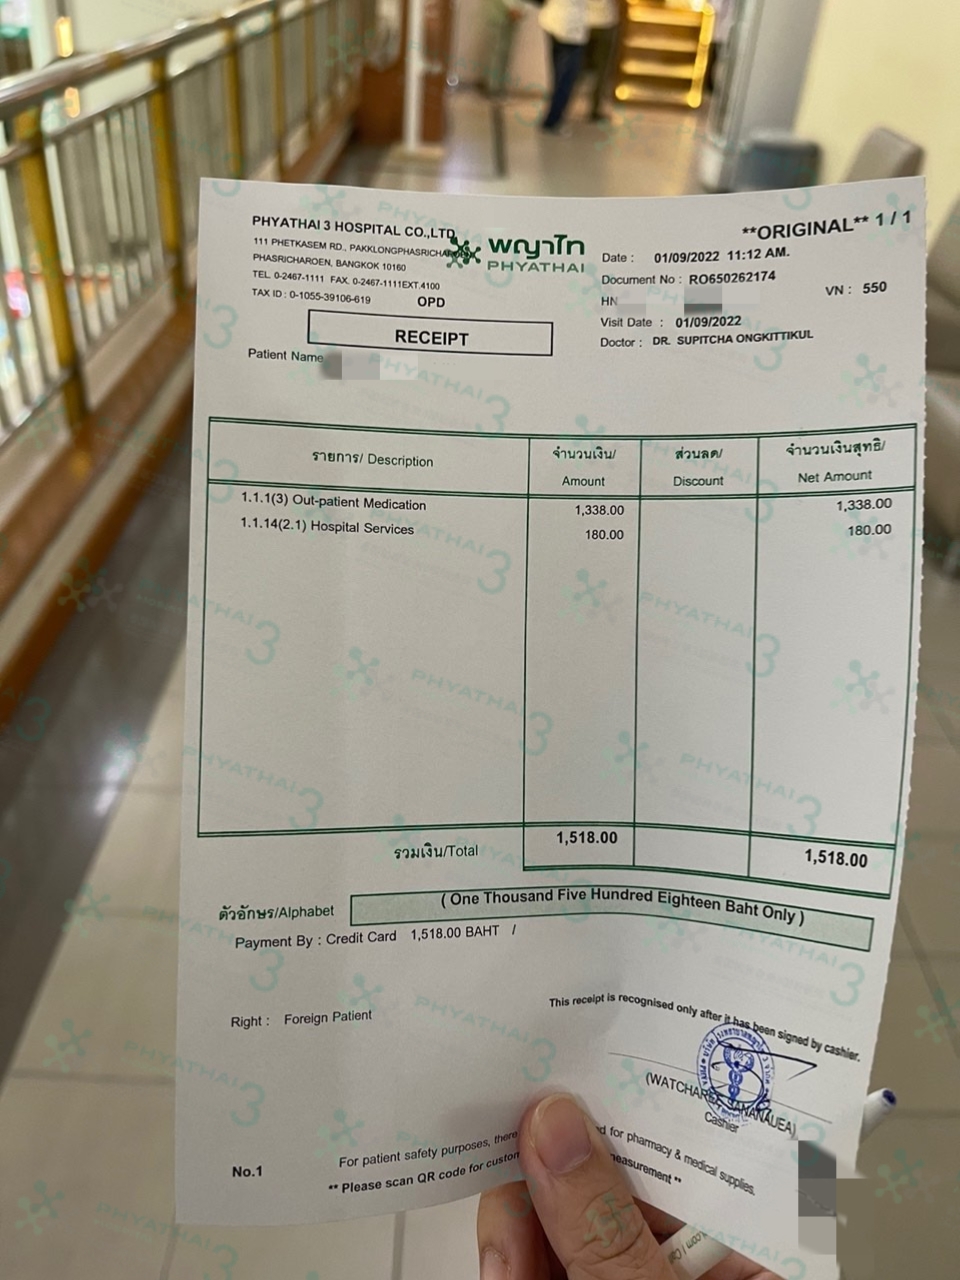 PHYATHAI 3 HOSPITAL CO.,LTD
111 PHETKASEM RD., PAKKLONGPHASRICHAROEN
PHASRICHAROEN, BANGKOK 10160
TEL. 0-2467-1111 FAX. 0-2467-1111EXT.4100
TAX ID : 0-1055-39106-619
OPD
พญาไท
PHYATHAI
**ORIGINAL** 1 / 1
Date : 01/09/2022 11:12 AM.
Document No : RO650262174
HN
VN : 550
Visit Date : 01/09/2022
Doctor : DR. SUPITCHA ONGKITTIKUL
RECEIPT
Patient Name
รายการ/ Description
จำนวนเงิน/ Amount
ส่วนลด/ Discount
จำนวนเงินสุทธิ/ Net Amount
1.1.1(3) Out-patient Medication 1,338.00 1,338.00
1.1.14(2.1) Hospital Services 180.00 180.00
รวมเงิน/Total 1,518.00 1,518.00
ตัวอักษร/Alphabet ( One Thousand Five Hundred Eighteen Baht Only )
Payment By : Credit Card 1,518.00 BAHT /
Right : Foreign Patient
This receipt is recognised only after it has been signed by cashier.
(WATCHAREE SANANAUEA)
Cashier
No.1
For patient safety purposes, there for pharmacy & medical supplies.
** Please scan QR code for measurement **
PHYATHAI 3